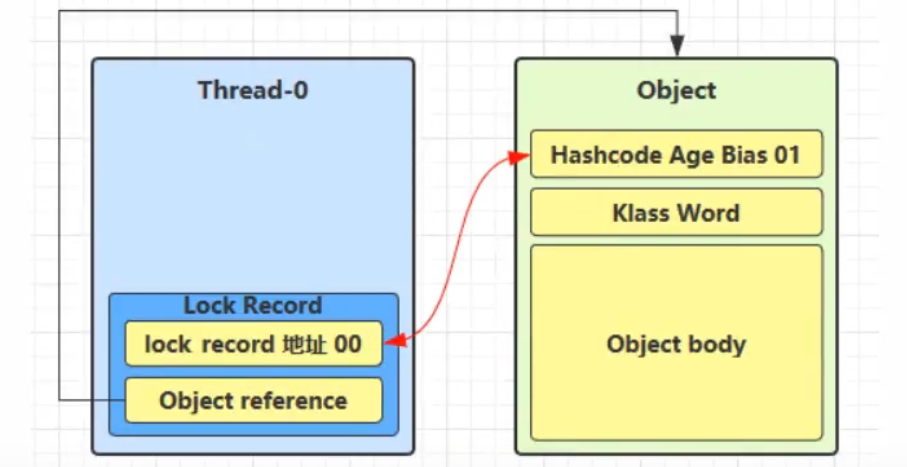 Thread-0
Lock Record
lock record 地址 00
Object reference
Object
Hashcode Age Bias 01
Klass Word
Object body